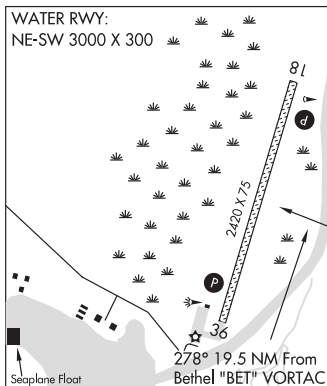 WATER RWY:
NE-SW 3000 X 300
18
P
2420 X 75
P
36
278° 19.5 NM From
Bethel "BET" VORTAC
Seaplane Float